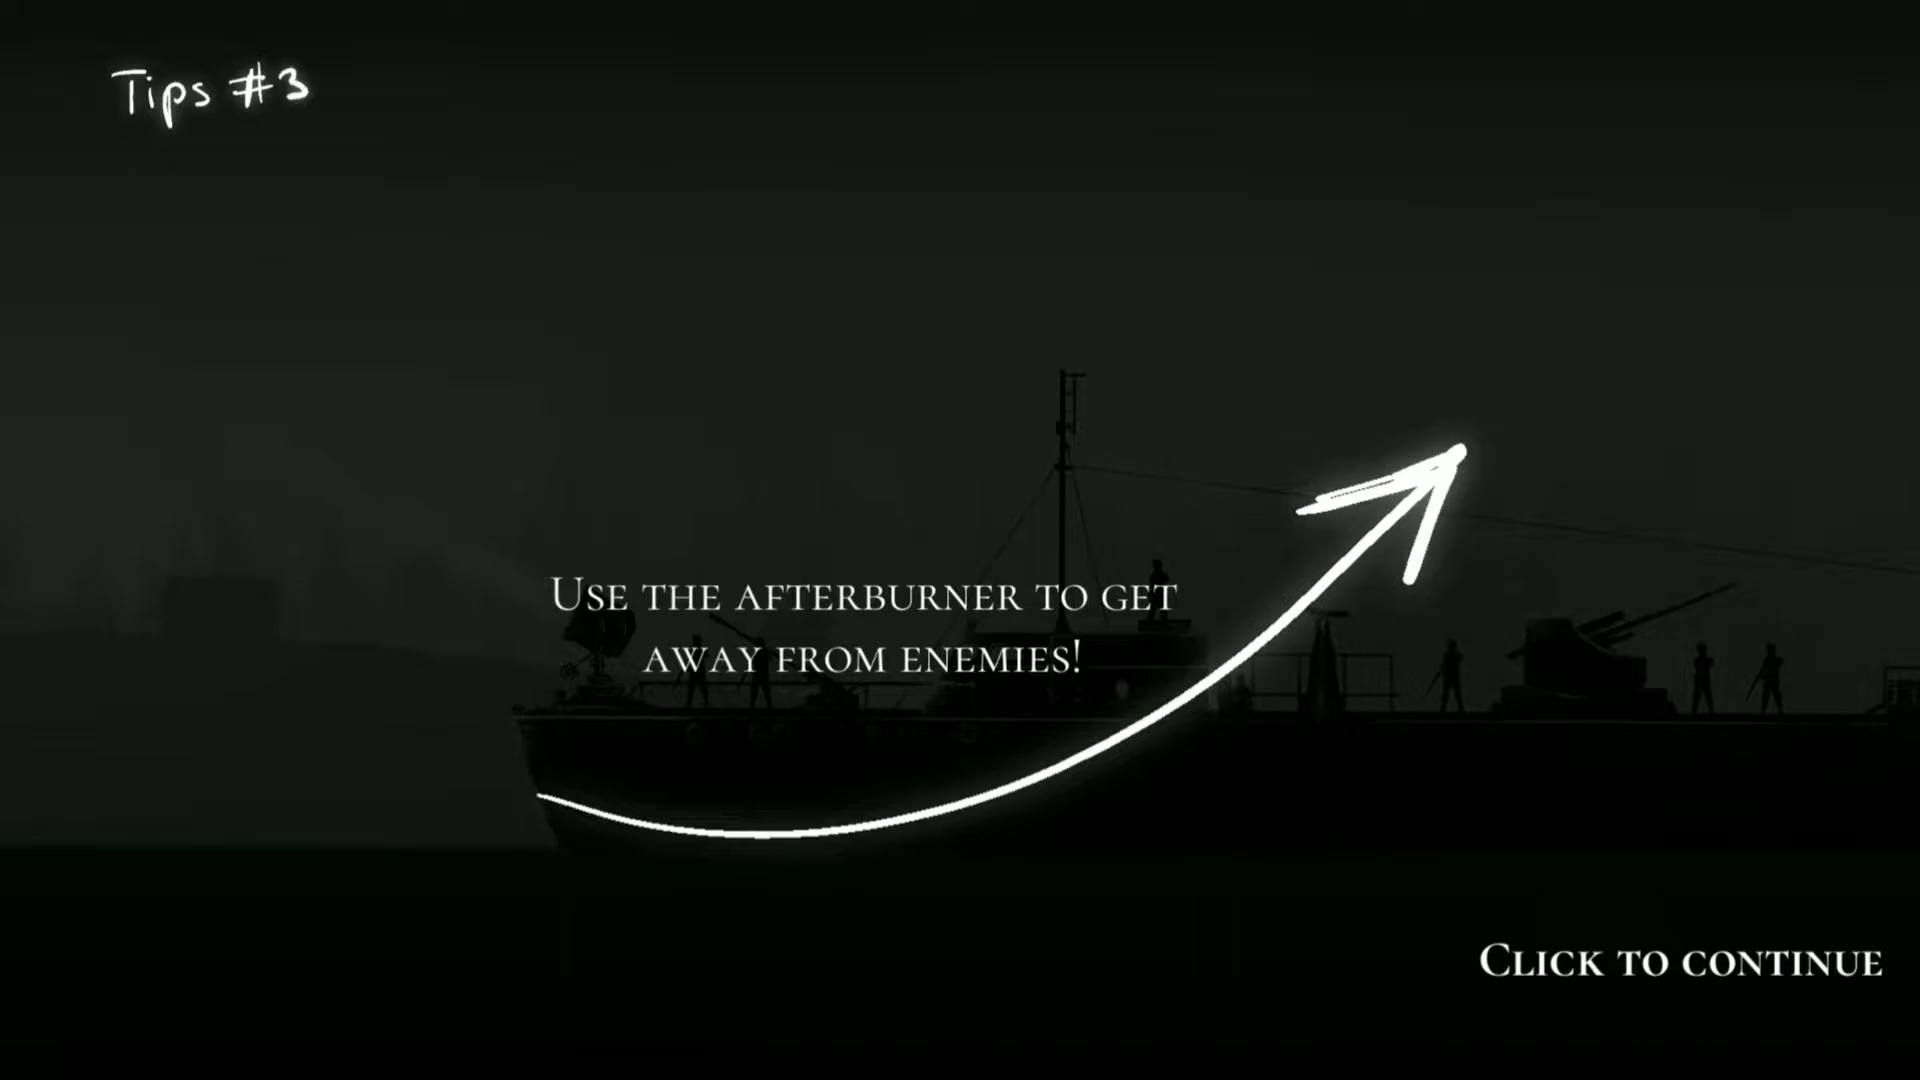 Tips #3
Use the afterburner to get
away from enemies!
Click to continue